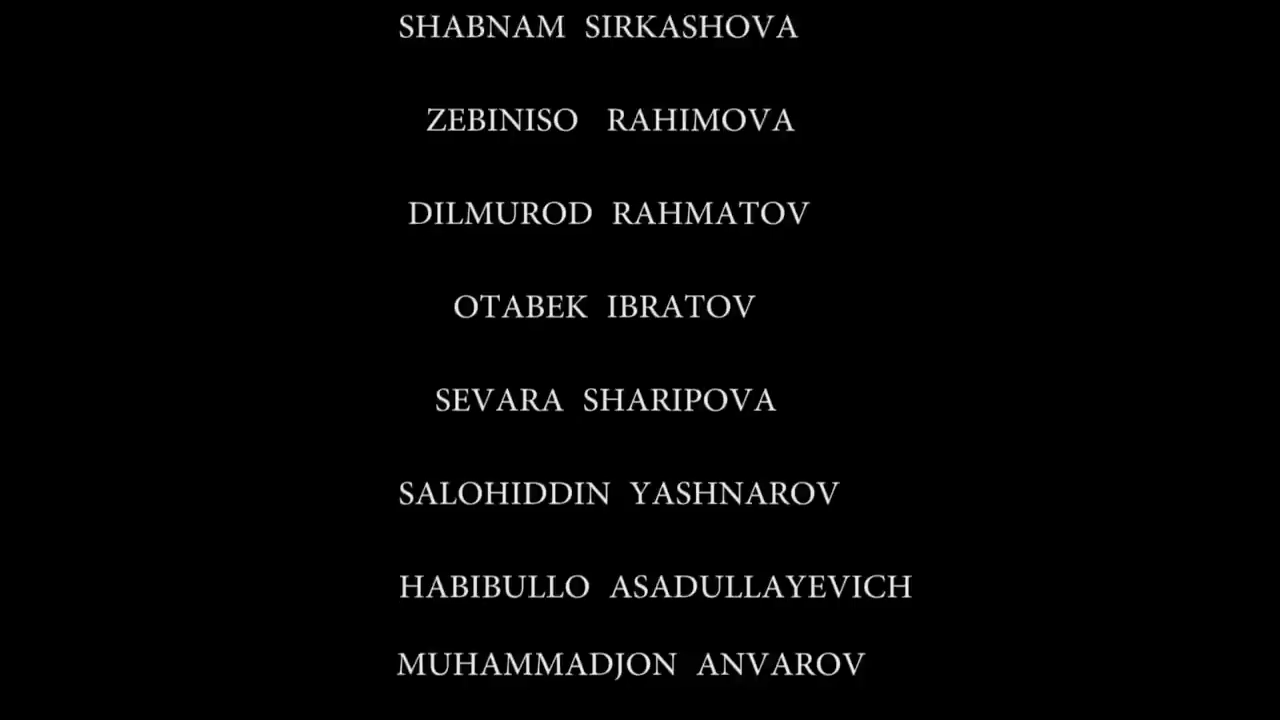 SHABNAM SIRKASHOVA
ZEBINISO RAHIMOVA
DILMUROD RAHMATOV
OTABEK IBRATOV
SEVARA SHARIPOVA
SALOHIDDIN YASHNAROV
HABIBULLO ASADULLAYEVICH
MUHAMMADJON ANVAROV